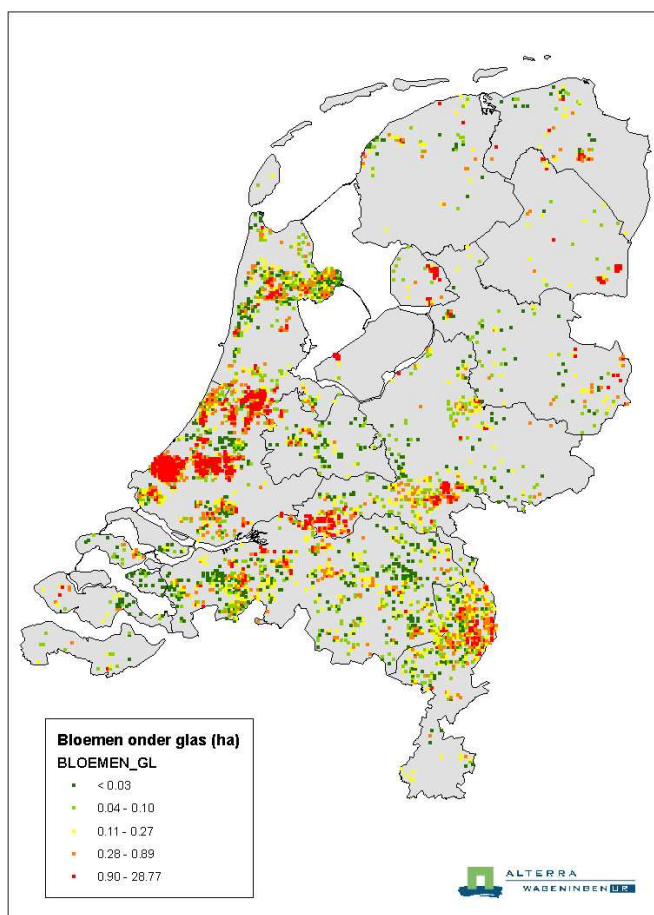 Bloemen onder glas (ha)
BLOEMEN_GL
< 0.03
0.04 - 0.10
0.11 - 0.27
0.28 - 0.89
0.90 - 28.77
ALTERRA
WAGENINGEN UR